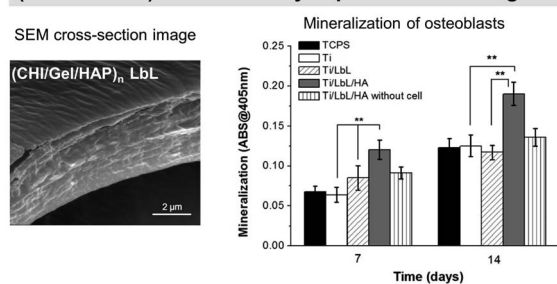 SEM cross-section image
(CHI/Gel/HAP)n LbL
2 μm
Mineralization of osteoblasts
Mineralization (ABS@405nm)
0.25
0.20
0.15
0.10
0.05
0.00
TCPS
Ti
Ti/LbL
Ti/LbL/HA
Ti/LbL/HA without cell
**
**
**
7
14
Time (days)